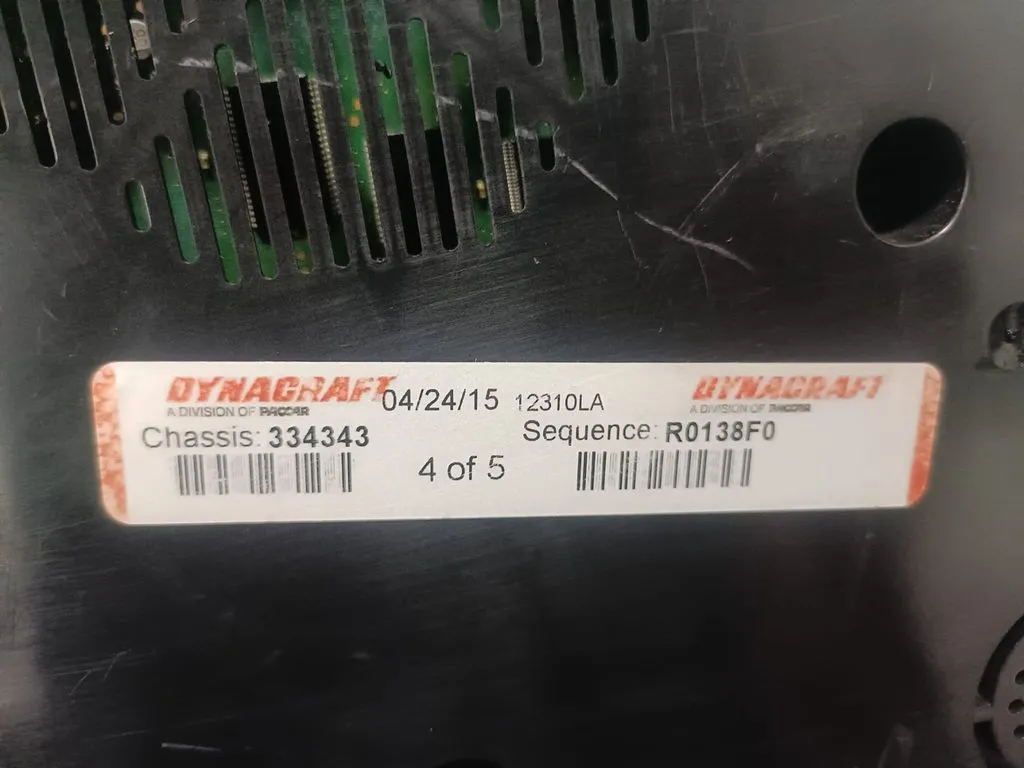 DYNACRAFT
A DIVISION OF PACCAR
04/24/15 12310LA
DYNACRAFT
A DIVISION OF PACCAR
Chassis: 334343
Sequence: R0138F0
4 of 5